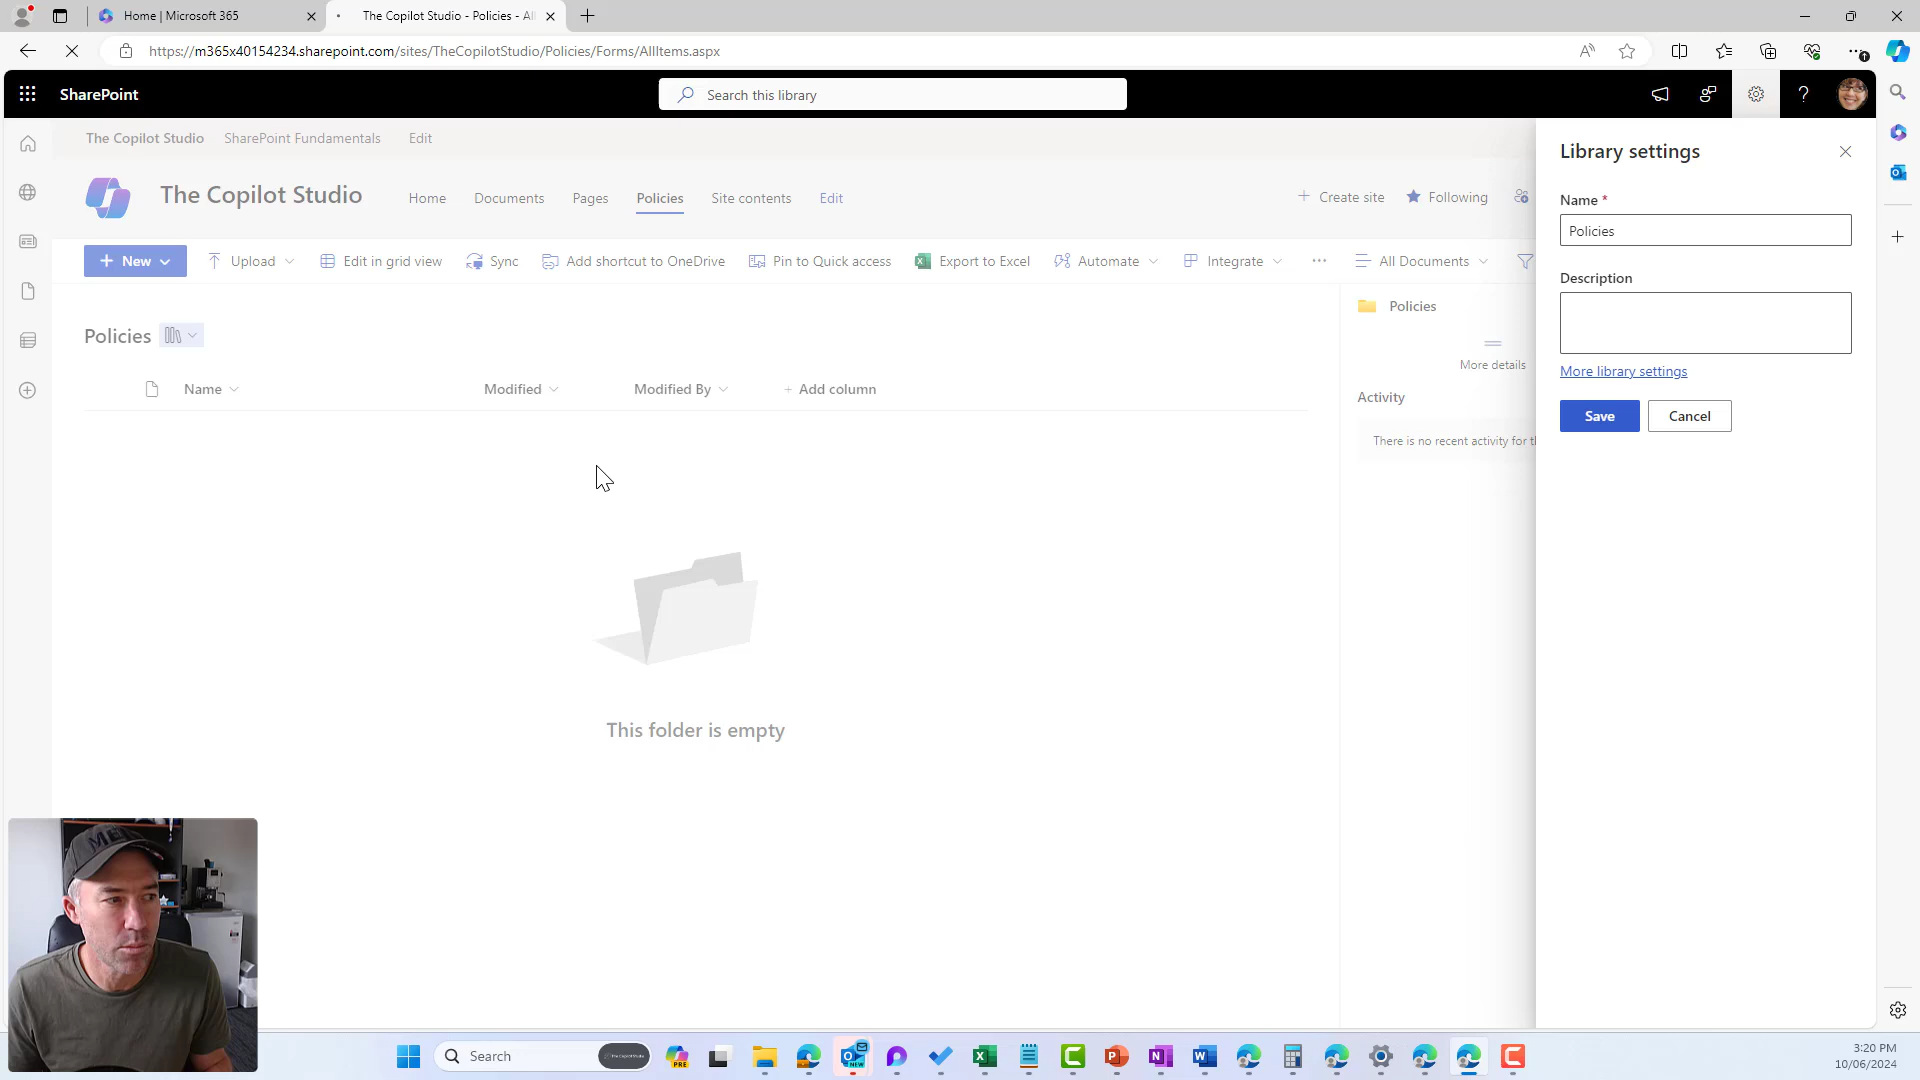 Home | Microsoft 365
The Copilot Studio - Policies - Al
https://m365x40154234.sharepoint.com/sites/TheCopilotStudio/Policies/Forms/AllItems.aspx
SharePoint
Search this library
The Copilot Studio SharePoint Fundamentals Edit
The Copilot Studio
Home Documents Pages Policies Site contents Edit
Create site Following
New Upload Edit in grid view Sync Add shortcut to OneDrive Pin to Quick access Export to Excel Automate Integrate ... All Documents
Policies
Name Modified Modified By + Add column
This folder is empty
Policies
More details
Activity
There is no recent activity for t
Library settings
Name *
Policies
Description
More library settings
Save Cancel
Search
3:20 PM
10/06/2024